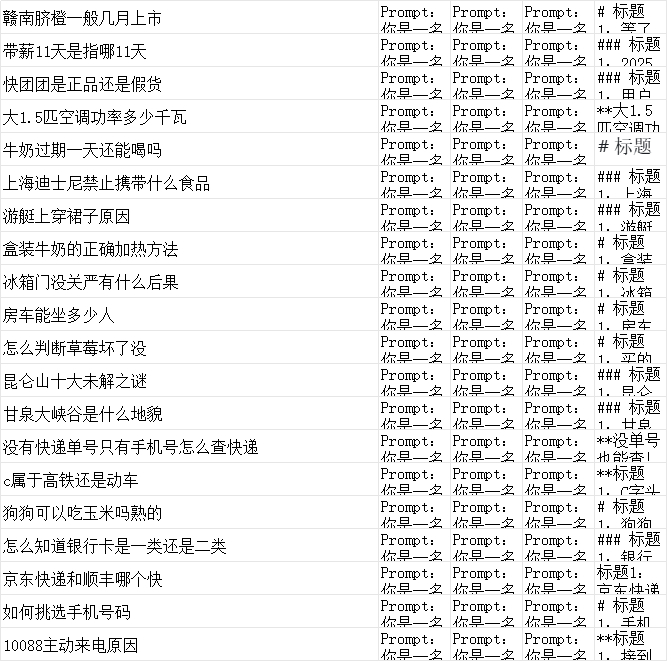 赣南脐橙一般几月上市 Prompt: Prompt: Prompt: # 标题
你是一名 你是一名 你是一名 1. 等了
带薪11天是指哪11天 Prompt: Prompt: Prompt: ### 标题
你是一名 你是一名 你是一名 1. 2025
快团团是正品还是假货 Prompt: Prompt: Prompt: ### 标题
你是一名 你是一名 你是一名 1. 用户
大1.5匹空调功率多少千瓦 Prompt: Prompt: Prompt: **大1.5
你是一名 你是一名 你是一名 匹空调功
牛奶过期一天还能喝吗 Prompt: Prompt: Prompt: # 标题
你是一名 你是一名 你是一名
上海迪士尼禁止携带什么食品 Prompt: Prompt: Prompt: ### 标题
你是一名 你是一名 你是一名 1. 上海
游艇上穿裙子原因 Prompt: Prompt: Prompt: ### 标题
你是一名 你是一名 你是一名 1. 游艇
盒装牛奶的正确加热方法 Prompt: Prompt: Prompt: # 标题
你是一名 你是一名 你是一名 1. 盒装
冰箱门没关严有什么后果 Prompt: Prompt: Prompt: # 标题
你是一名 你是一名 你是一名 1. 冰箱
房车能坐多少人 Prompt: Prompt: Prompt: # 标题
你是一名 你是一名 你是一名 1. 房车
怎么判断草莓坏了没 Prompt: Prompt: Prompt: # 标题
你是一名 你是一名 你是一名 1. 买的
昆仑山十大未解之谜 Prompt: Prompt: Prompt: ### 标题
你是一名 你是一名 你是一名 1. 昆仑
甘泉大峡谷是什么地貌 Prompt: Prompt: Prompt: ### 标题
你是一名 你是一名 你是一名 1. 甘泉
没有快递单号只有手机号怎么查快递 Prompt: Prompt: Prompt: **没单号
你是一名 你是一名 你是一名 也能查!
c属于高铁还是动车 Prompt: Prompt: Prompt: **标题
你是一名 你是一名 你是一名 1. C字头
狗狗可以吃玉米吗熟的 Prompt: Prompt: Prompt: # 标题
你是一名 你是一名 你是一名 1. 狗狗
怎么知道银行卡是一类还是二类 Prompt: Prompt: Prompt: ### 标题
你是一名 你是一名 你是一名 1. 银行
京东快递和顺丰哪个快 Prompt: Prompt: Prompt: 标题1:
你是一名 你是一名 你是一名 京东快递
如何挑选手机号码 Prompt: Prompt: Prompt: # 标题
你是一名 你是一名 你是一名 1. 手机
10088主动来电原因 Prompt: Prompt: Prompt: **标题
你是一名 你是一名 你是一名 1. 接到